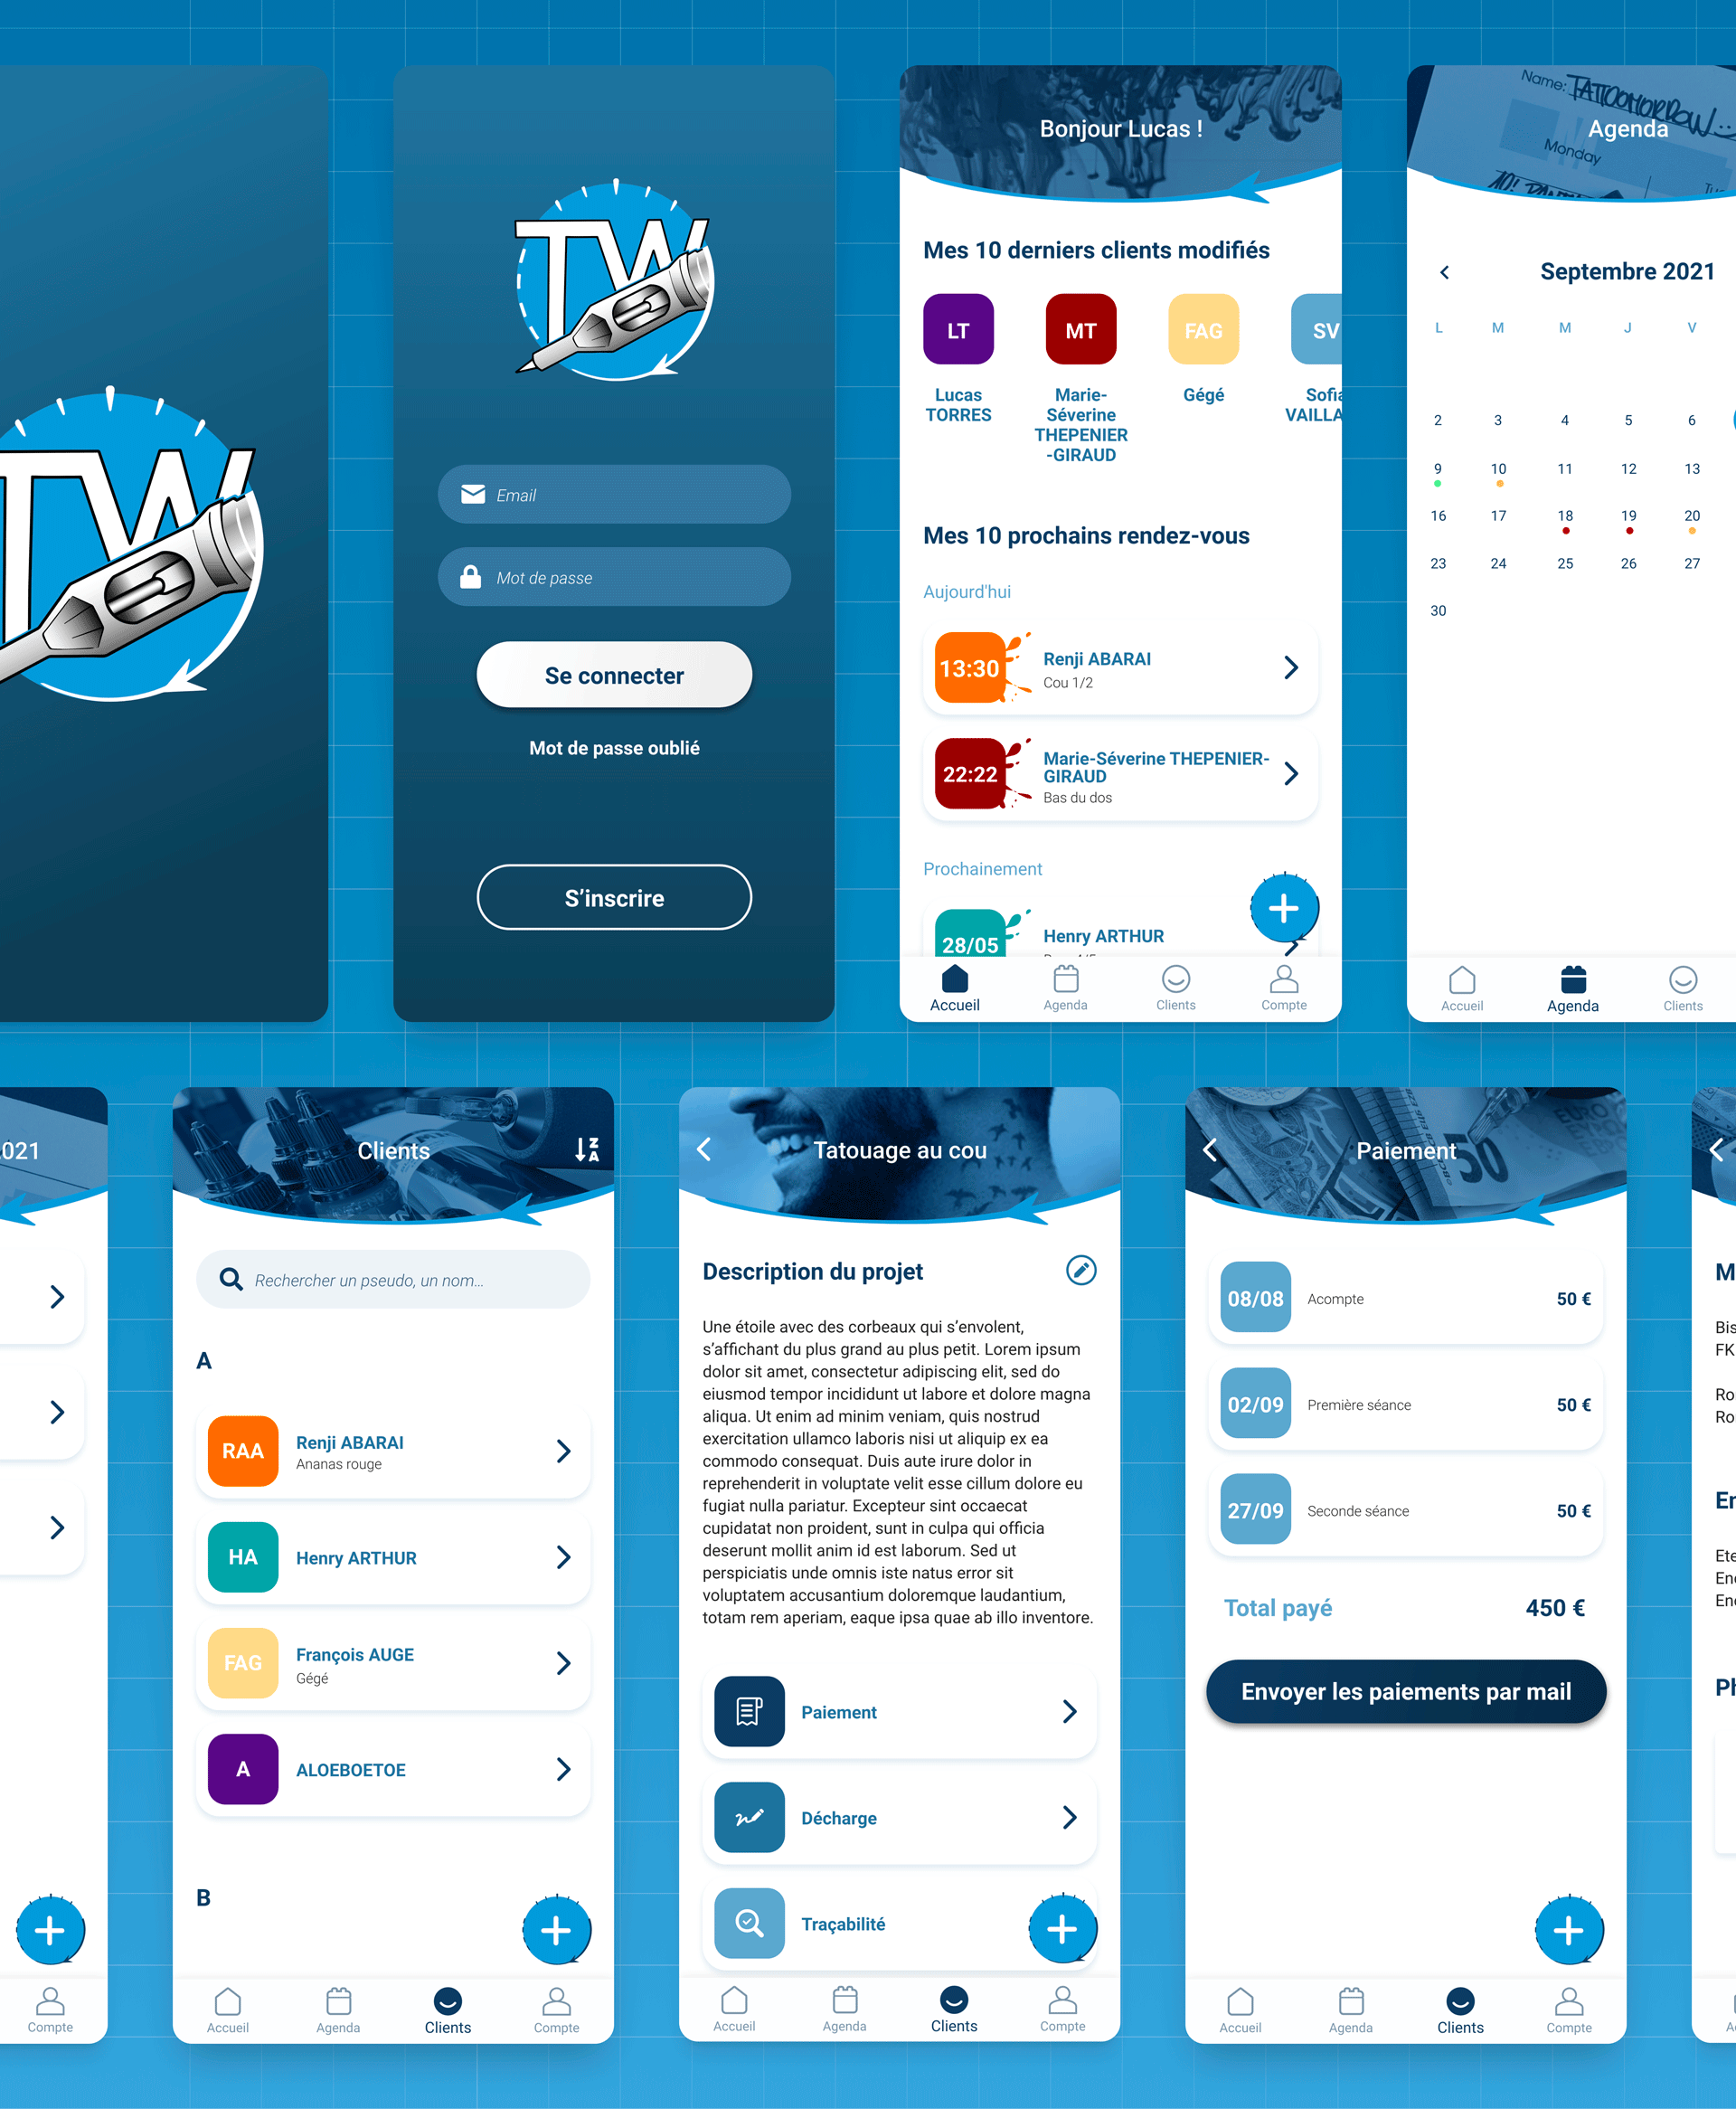 TW
TW
Email
Mot de passe
Se connecter
Mot de passe oublié
S'inscrire
Bonjour Lucas !
Mes 10 derniers clients modifiés
LT
MT
FAG
SV
Lucas
TORRES
Marie-
Séverine
THEPENIER
-GIRAUD
Gégé
Sofia
VAILLA
Mes 10 prochains rendez-vous
Aujourd'hui
13:30
Renji ABARAI
Cou 1/2
22:22
Marie-Séverine THEPENIER-
GIRAUD
Bas du dos
Prochainement
28/05
Henry ARTHUR
Accueil
Agenda
Clients
Compte
Name: TATTOOMORROW
Agenda
Monday
Septembre 2021
L M M J V
2 3 4 5 6
9 10 11 12 13
16 17 18 19 20
23 24 25 26 27
30
Accueil
Agenda
Clients
021
Compte
Clients
Z
A
Rechercher un pseudo, un nom...
A
RAA
Renji ABARAI
Ananas rouge
HA
Henry ARTHUR
FAG
François AUGE
Gégé
A
ALOEBOETOE
B
Accueil
Agenda
Clients
Compte
Tatouage au cou
Description du projet
Une étoile avec des corbeaux qui s'envolent,
s'affichant du plus grand au plus petit. Lorem ipsum
dolor sit amet, consectetur adipiscing elit, sed do
eiusmod tempor incididunt ut labore et dolore magna
aliqua. Ut enim ad minim veniam, quis nostrud
exercitation ullamco laboris nisi ut aliquip ex ea
commodo consequat. Duis aute irure dolor in
reprehenderit in voluptate velit esse cillum dolore eu
fugiat nulla pariatur. Excepteur sint occaecat
cupidatat non proident, sunt in culpa qui officia
deserunt mollit anim id est laborum. Sed ut
perspiciatis unde omnis iste natus error sit
voluptatem accusantium doloremque laudantium,
totam rem aperiam, eaque ipsa quae ab illo inventore.
Paiement
Décharge
Traçabilité
Accueil
Agenda
Clients
Compte
Paiement
50
EURO
08/08
Acompte
50 €
02/09
Première séance
50 €
27/09
Seconde séance
50 €
Total payé
450 €
Envoyer les paiements par mail
Accueil
Agenda
Clients
Compte
M
Bis
FK
Ro
Ro
En
Ete
Enc
Enc
Ph
A